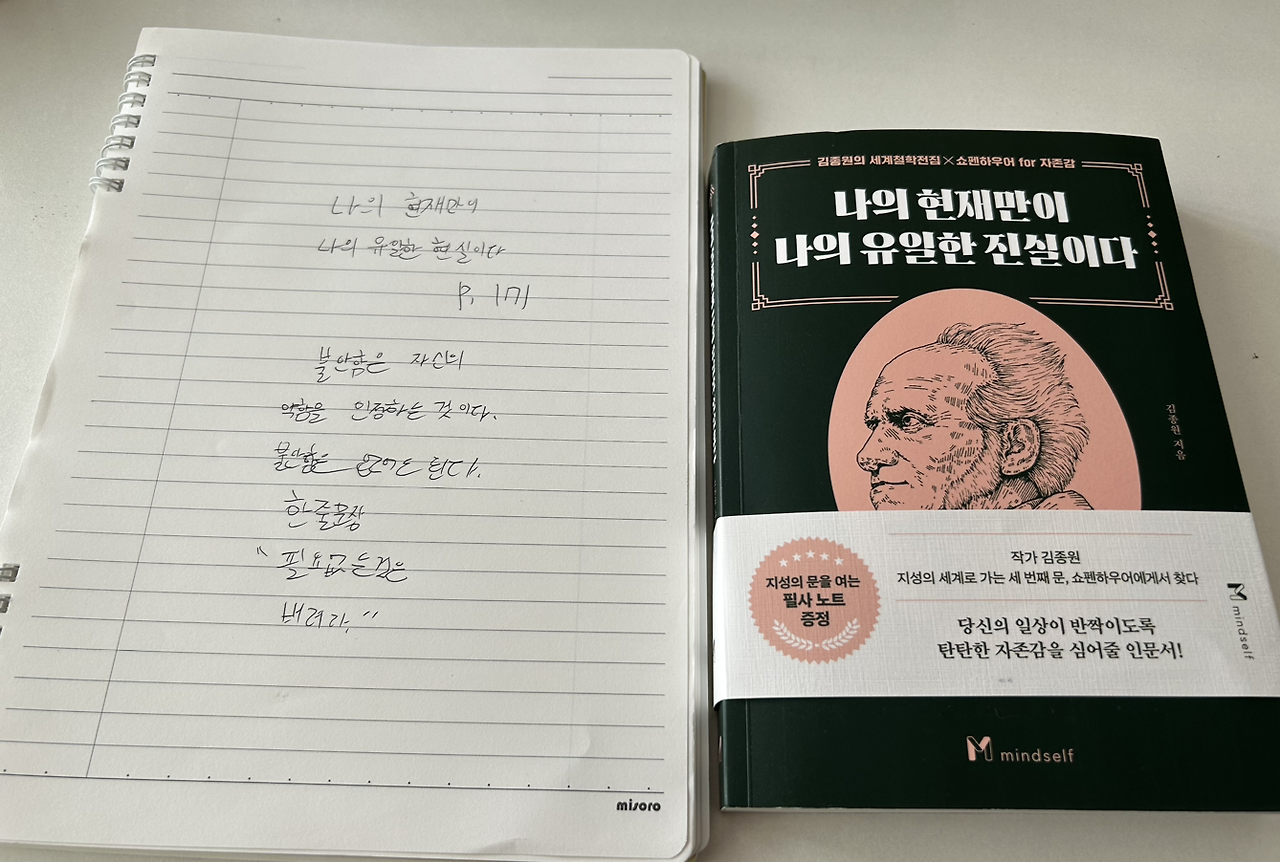 나의 현재만이
나의 유일한 현실이다
P. 171
불안함은 자신의
약함을 인정하는 것이다.
불안함은 된다.
한줄문장
"필요없는것은
버려라."
misoro
김종원의 세계철학전집 × 쇼펜하우어 for 자존감
나의 현재만이
나의 유일한 진실이다
김종원 지음
지성의 문을 여는
필사 노트
증정
작가 김종원
지성의 세계로 가는 세 번째 문, 쇼펜하우어에게서 찾다
당신의 일상이 반짝이도록
탄탄한 자존감을 심어줄 인문서!
mindself
mindself